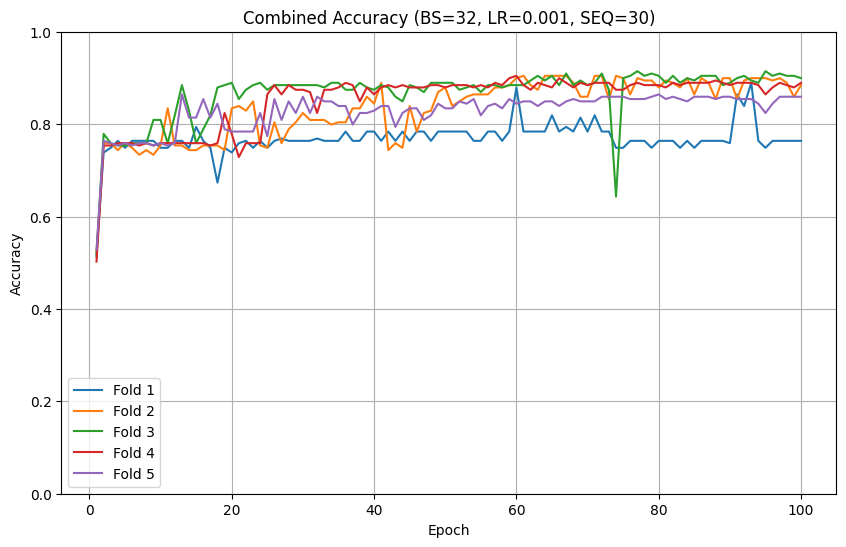 Combined Accuracy (BS=32, LR=0.001, SEQ=30)
1.0
0.8
0.6
0.4
0.2
0.0
Accuracy
Fold 1
Fold 2
Fold 3
Fold 4
Fold 5
0 20 40 60 80 100
Epoch